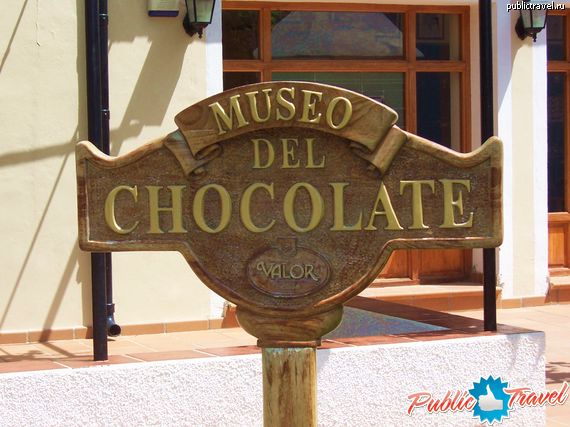 publictravel.ru
MUSEO
DEL
CHOCOLATE
VALOR
Public Travel